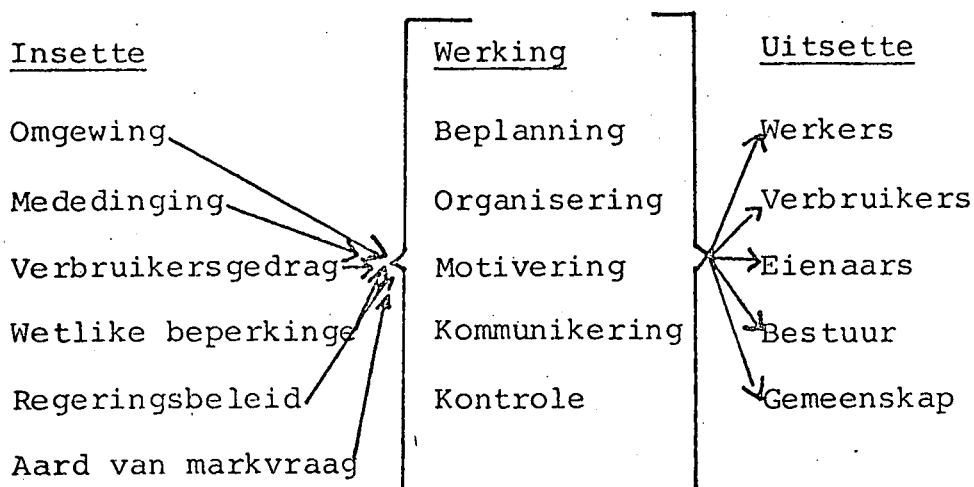 Insette Werking Uitsette
Omgewing Beplanning Werkers
Mededinging Organisering Verbruikers
Verbruikersgedrag Motivering Eienaars
Wetlike beperkinge Kommunikering Bestuur
Regeringsbeleid Kontrole Gemeenskap
Aard van markvraag